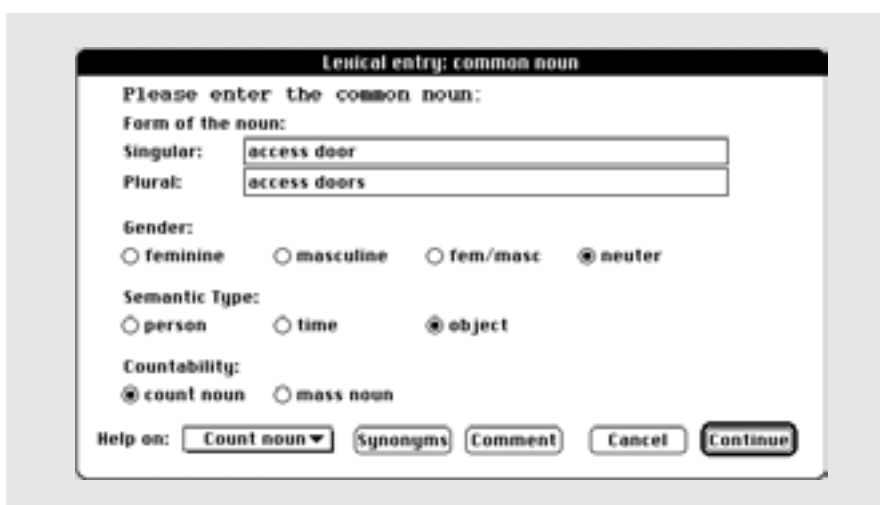 Lexical entry: common noun
Please enter the common noun:
Form of the noun:
Singular: access door
Plural: access doors
Gender:
feminine masculine fem/masc neuter
Semantic Type:
person time object
Countability:
count noun mass noun
Help on: Count noun Synonyms Comment Cancel Continue